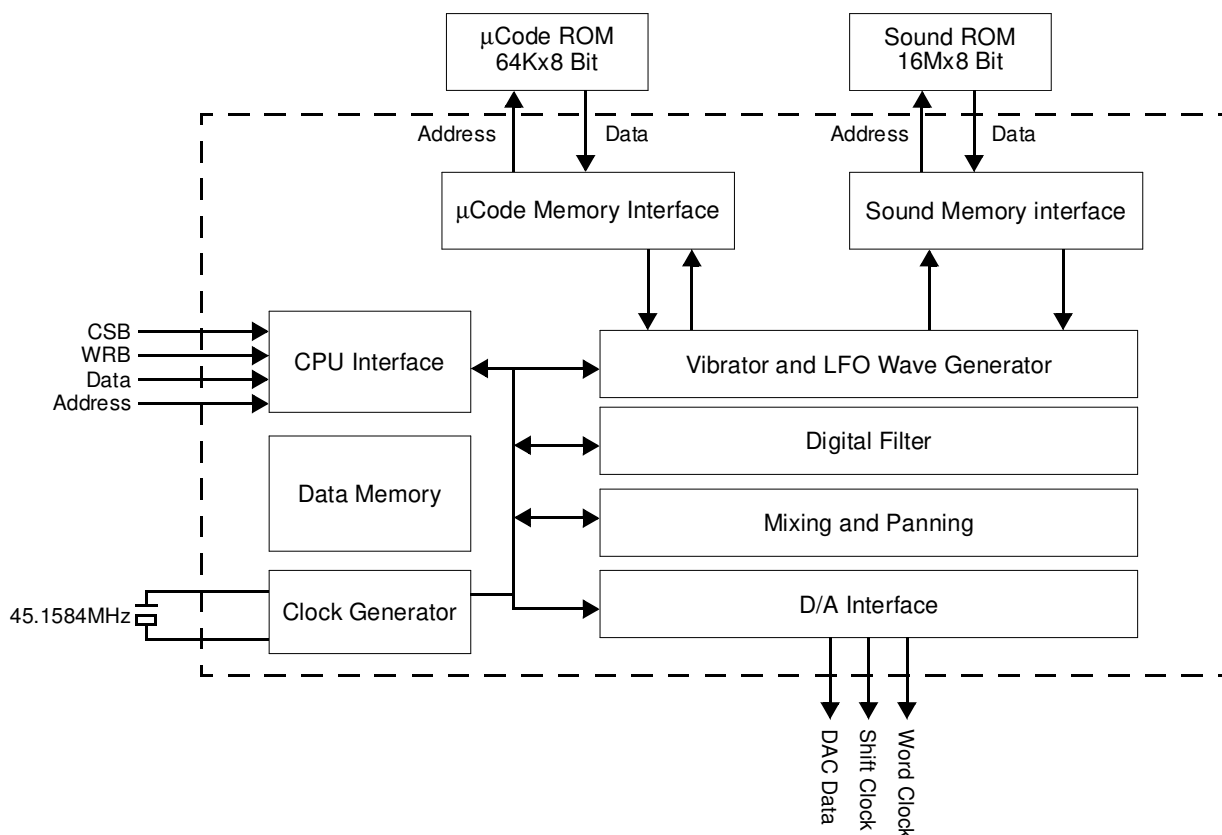 μCode ROM
64Kx8 Bit
Sound ROM
16Mx8 Bit
Address
Data
Address
Data
μCode Memory Interface
Sound Memory interface
CSB
WRB
Data
Address
CPU Interface
Vibrator and LFO Wave Generator
Digital Filter
Data Memory
Mixing and Panning
45.1584MHz
Clock Generator
D/A Interface
DAC Data
Shift Clock
Word Clock